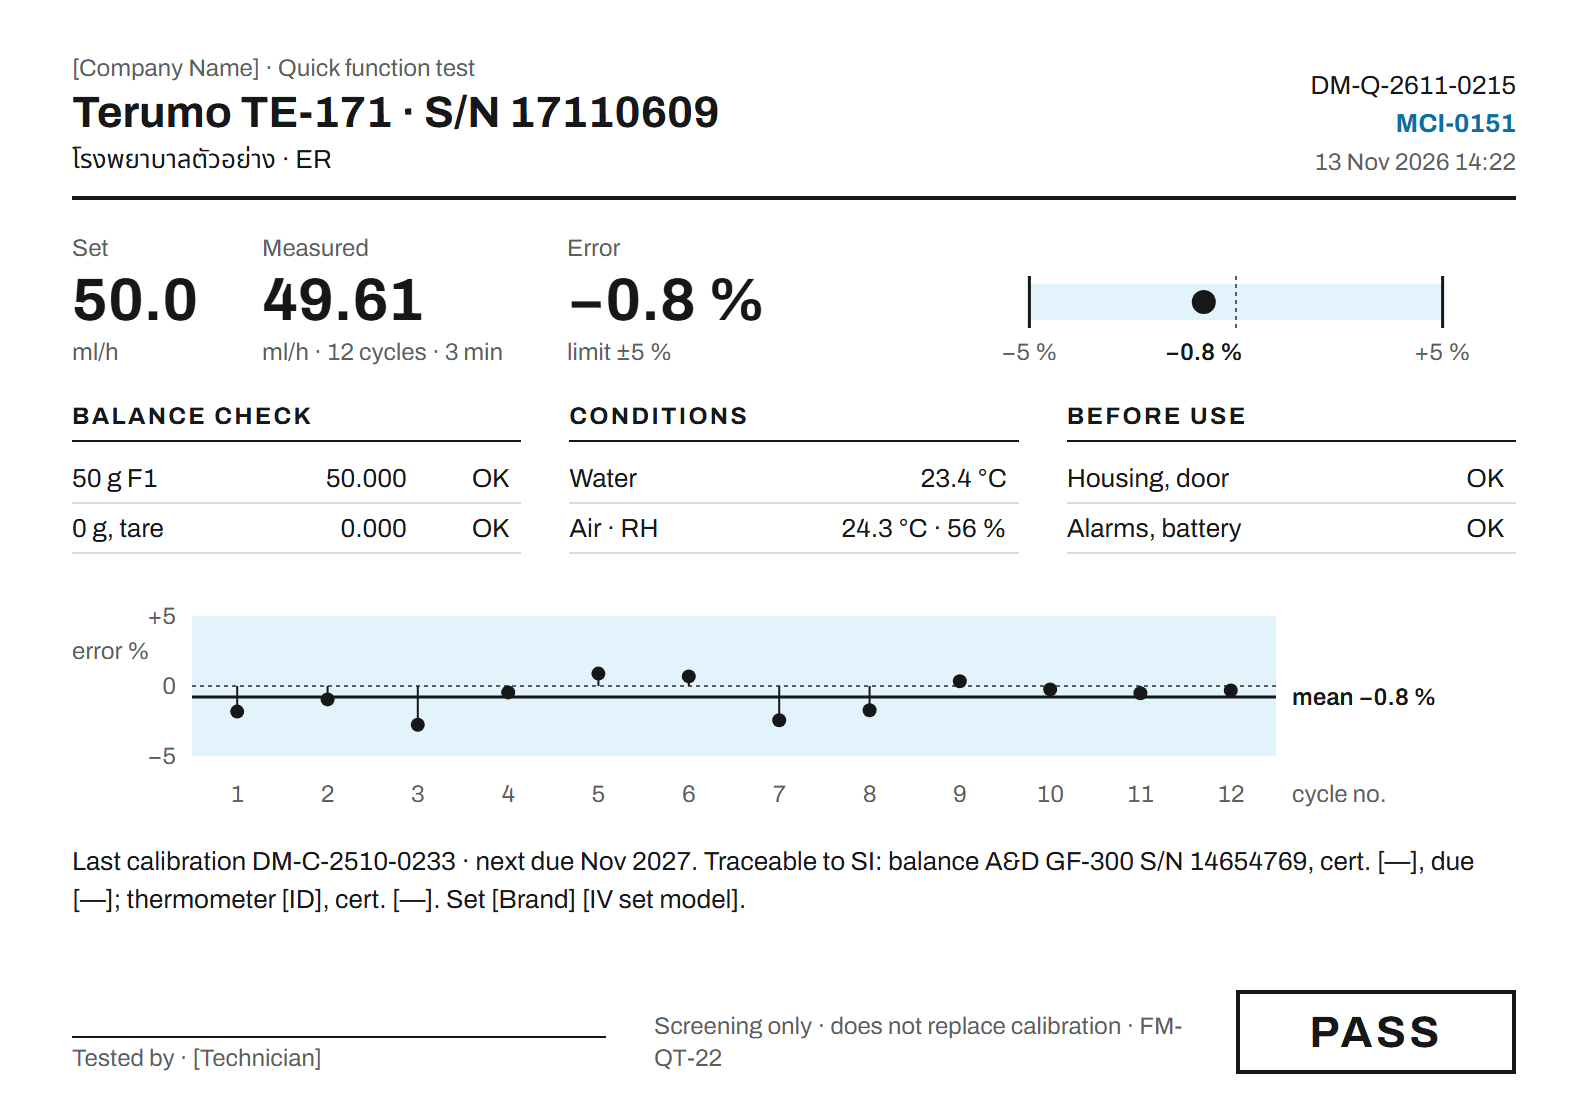 [Company Name] · Quick function test
Terumo TE-171 · S/N 17110609
โรงพยาบาลตัวอย่าง · ER
DM-Q-2611-0215
MCI-0151
13 Nov 2026 14:22
Set
50.0
ml/h
Measured
49.61
ml/h · 12 cycles · 3 min
Error
−0.8 %
limit ±5 %
−5 %
−0.8 %
+5 %
BALANCE CHECK
50 g F1 50.000 OK
0 g, tare 0.000 OK
CONDITIONS
Water 23.4 °C
Air · RH 24.3 °C · 56 %
BEFORE USE
Housing, door OK
Alarms, battery OK
+5
error %
0
−5
mean −0.8 %
1 2 3 4 5 6 7 8 9 10 11 12 cycle no.
Last calibration DM-C-2510-0233 · next due Nov 2027. Traceable to SI: balance A&D GF-300 S/N 14654769, cert. [—], due
[—]; thermometer [ID], cert. [—]. Set [Brand] [IV set model].
Tested by · [Technician]
Screening only · does not replace calibration · FM-
QT-22
PASS